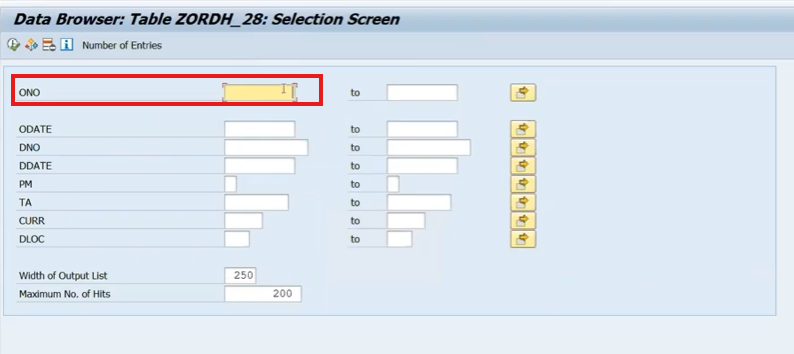 Data Browser: Table ZORDH_28: Selection Screen
Number of Entries
ONO to
ODATE to
DNO to
DDATE to
PM to
TA to
CURR to
DLOC to
Width of Output List 250
Maximum No. of Hits 200